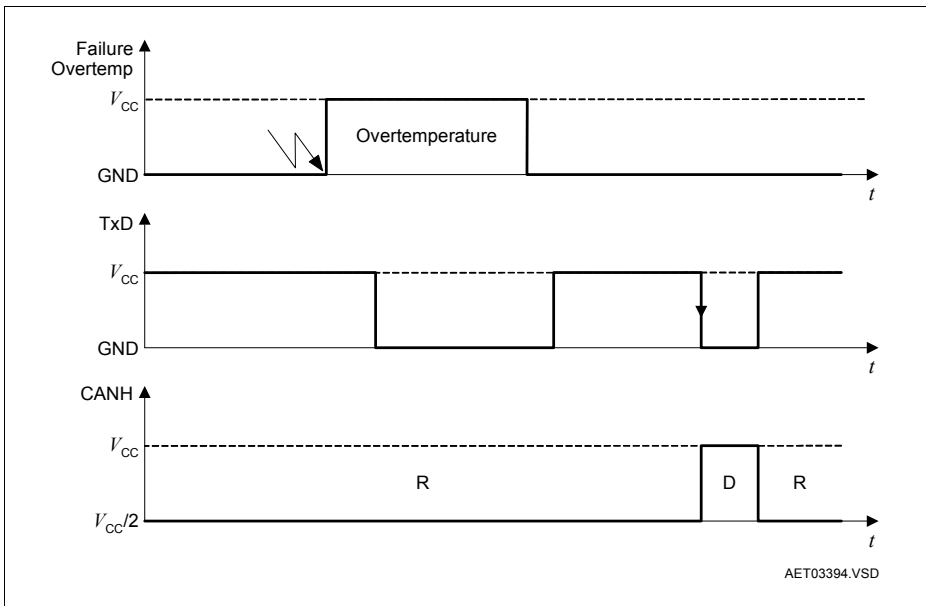 Failure
Overtemp
VCC
Overtemperature
GND
t
TxD
VCC
GND
t
CANH
VCC
R
D
R
VCC/2
t
AET03394.VSD